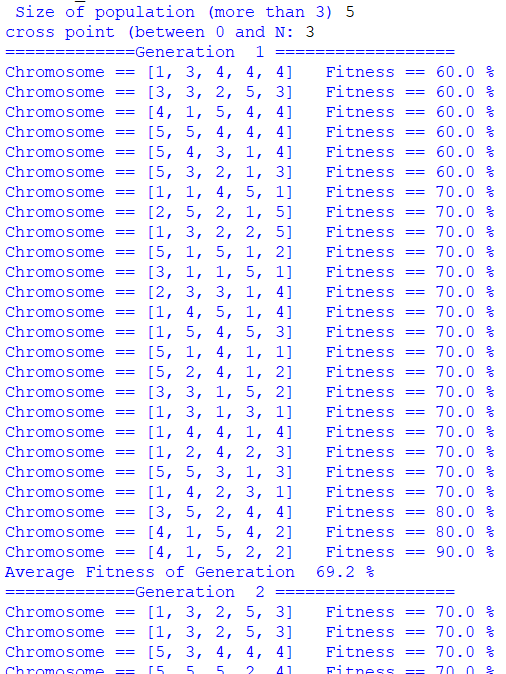 Size of population (more than 3) 5
cross point (between 0 and N: 3
=============Generation  1 ==================
Chromosome == [1, 3, 4, 4, 4]   Fitness == 60.0 %
Chromosome == [3, 3, 2, 5, 3]   Fitness == 60.0 %
Chromosome == [4, 1, 5, 4, 4]   Fitness == 60.0 %
Chromosome == [5, 5, 4, 4, 4]   Fitness == 60.0 %
Chromosome == [5, 4, 3, 1, 4]   Fitness == 60.0 %
Chromosome == [5, 3, 2, 1, 3]   Fitness == 60.0 %
Chromosome == [1, 1, 4, 5, 1]   Fitness == 70.0 %
Chromosome == [2, 5, 2, 1, 5]   Fitness == 70.0 %
Chromosome == [1, 3, 2, 2, 5]   Fitness == 70.0 %
Chromosome == [5, 1, 5, 1, 2]   Fitness == 70.0 %
Chromosome == [3, 1, 1, 5, 1]   Fitness == 70.0 %
Chromosome == [2, 3, 3, 1, 4]   Fitness == 70.0 %
Chromosome == [1, 4, 5, 1, 4]   Fitness == 70.0 %
Chromosome == [1, 5, 4, 5, 3]   Fitness == 70.0 %
Chromosome == [5, 1, 4, 1, 1]   Fitness == 70.0 %
Chromosome == [5, 2, 4, 1, 2]   Fitness == 70.0 %
Chromosome == [3, 3, 1, 5, 2]   Fitness == 70.0 %
Chromosome == [1, 3, 1, 3, 1]   Fitness == 70.0 %
Chromosome == [1, 4, 4, 1, 4]   Fitness == 70.0 %
Chromosome == [1, 2, 4, 2, 3]   Fitness == 70.0 %
Chromosome == [5, 5, 3, 1, 3]   Fitness == 70.0 %
Chromosome == [1, 4, 2, 3, 1]   Fitness == 70.0 %
Chromosome == [3, 5, 2, 4, 4]   Fitness == 80.0 %
Chromosome == [4, 1, 5, 4, 2]   Fitness == 80.0 %
Chromosome == [4, 1, 5, 2, 2]   Fitness == 90.0 %
Average Fitness of Generation  69.2 %
=============Generation  2 ==================
Chromosome == [1, 3, 2, 5, 3]   Fitness == 70.0 %
Chromosome == [1, 3, 2, 5, 3]   Fitness == 70.0 %
Chromosome == [5, 3, 4, 4, 4]   Fitness == 70.0 %
Chromosome == [5, 5, 5, 2, 4]   Fitness == 70.0 %